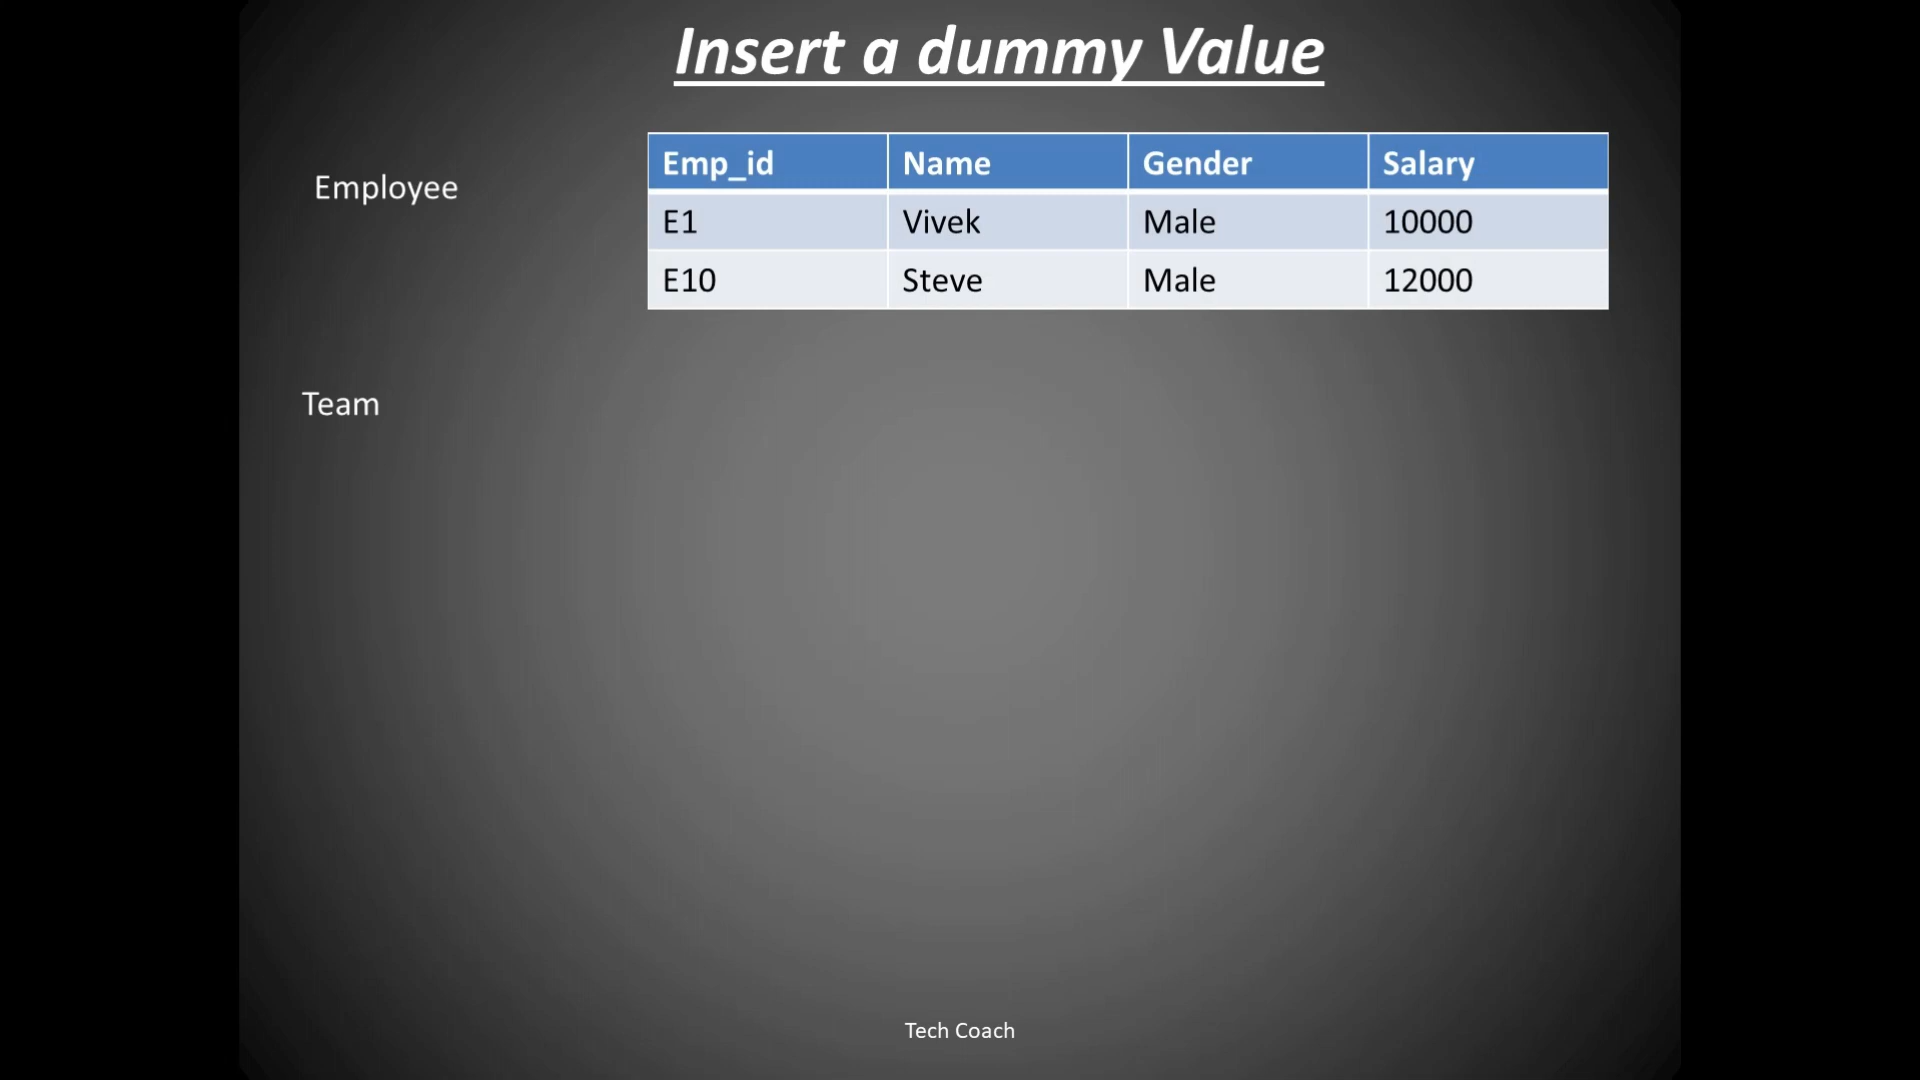 Insert a dummy Value
Employee
Emp_id Name Gender Salary
E1 Vivek Male 10000
E10 Steve Male 12000
Team
Tech Coach